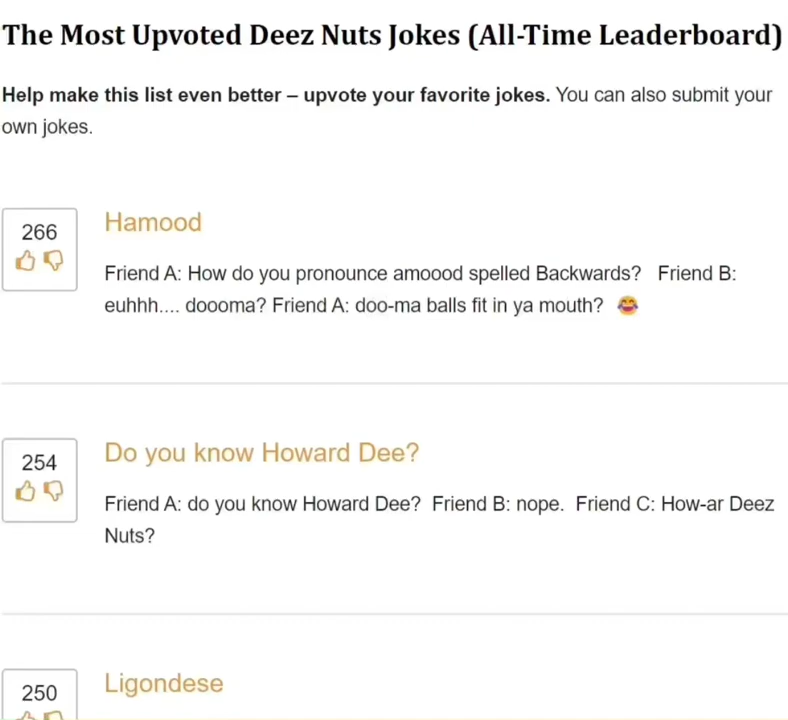 The Most Upvoted Deez Nuts Jokes (All-Time Leaderboard)
Help make this list even better – upvote your favorite jokes. You can also submit your
own jokes.
266
Hamood
Friend A: How do you pronounce amoood spelled Backwards? Friend B:
euhhh.... doooma? Friend A: doo-ma balls fit in ya mouth? 😂
254
Do you know Howard Dee?
Friend A: do you know Howard Dee? Friend B: nope. Friend C: How-ar Deez
Nuts?
250
Ligondese